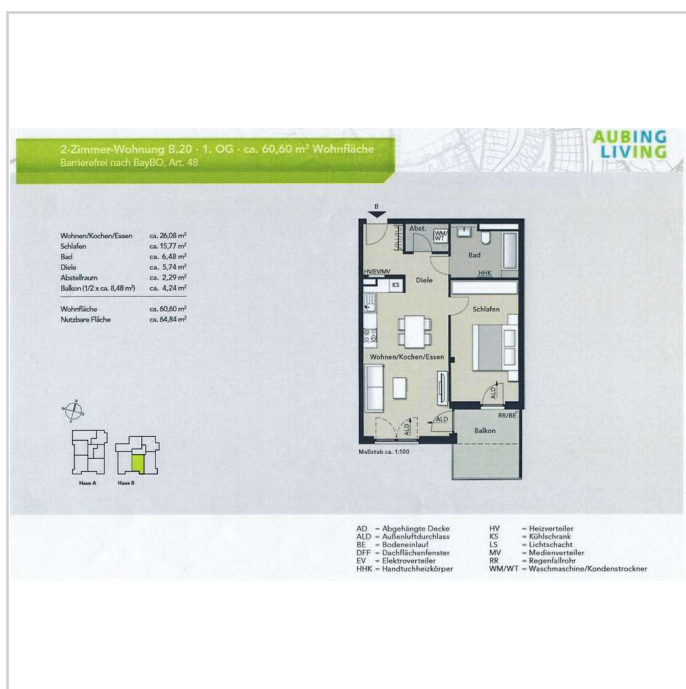 2-Zimmer-Wohnung B.20 · 1. OG · ca. 60,60 m² Wohnfläche
Barrierefrei nach BayBO, Art. 48
AUBING
LIVING
Wohnen/Kochen/Essen ca. 26,08 m²
Schlafen ca. 15,77 m²
Bad ca. 6,48 m²
Diele ca. 5,74 m²
Abstellraum ca. 2,29 m²
Balkon (1/2 x ca. 8,48 m²) ca. 4,24 m²
Wohnfläche ca. 60,60 m²
Nutzbare Fläche ca. 64,84 m²
B
Abst.
WM/
WT
Bad
HV/EV/MV
Diele
HHK
KS
Schlafen
Wohnen/Kochen/Essen
ALD
RR/BE
ALD
ALD
Balkon
Maßstab ca. 1:100
Haus A
Haus B
AD = Abgehängte Decke
ALD = Außenluftdurchlass
BE = Bodeneinlauf
DFF = Dachflächenfenster
EV = Elektroverteiler
HHK = Handtuchheizkörper
HV = Heizverteiler
KS = Kühlschrank
LS = Lichtschacht
MV = Medienverteiler
RR = Regenfallrohr
WM/WT = Waschmaschine/Kondenstrockner